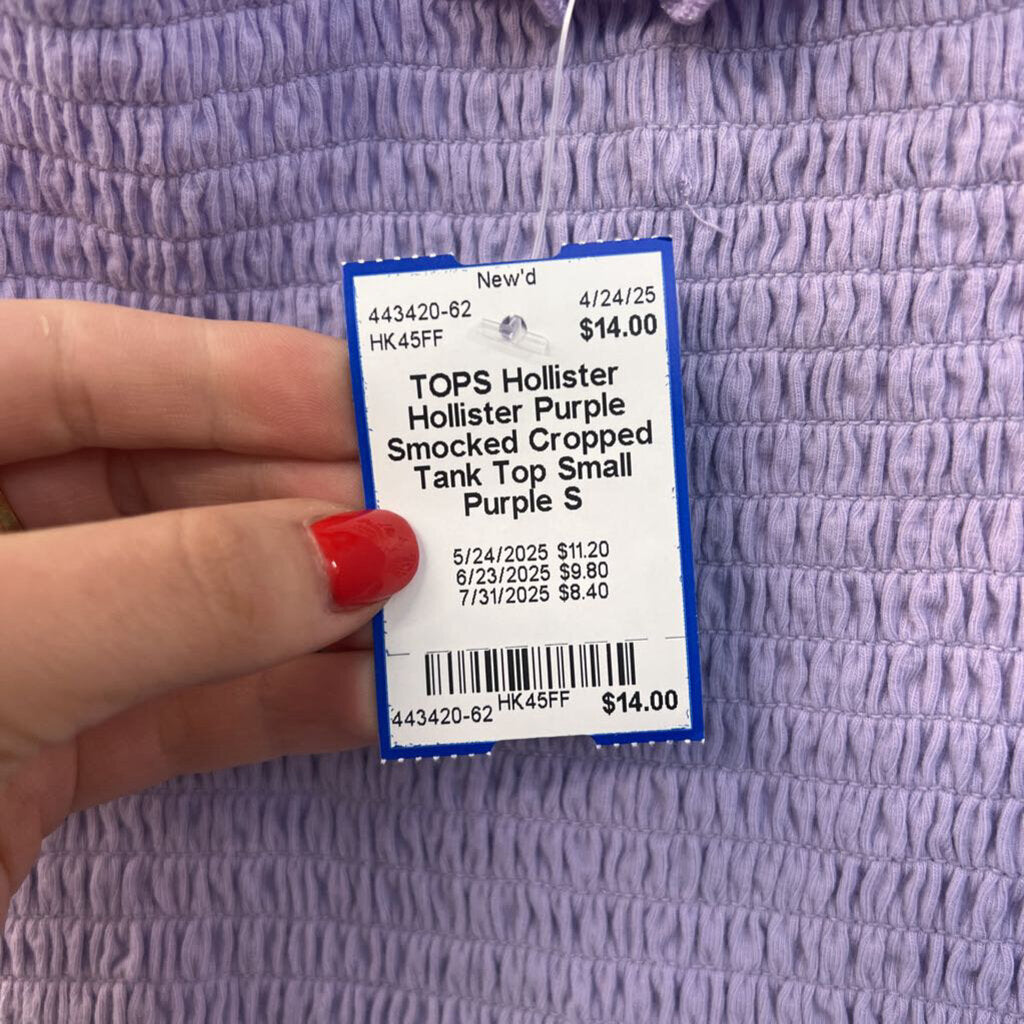 New'd
443420-62 4/24/25
HK45FF $14.00
TOPS Hollister
Hollister Purple
Smocked Cropped
Tank Top Small
Purple S
5/24/2025 $11.20
6/23/2025 $9.80
7/31/2025 $8.40
443420-62 HK45FF $14.00